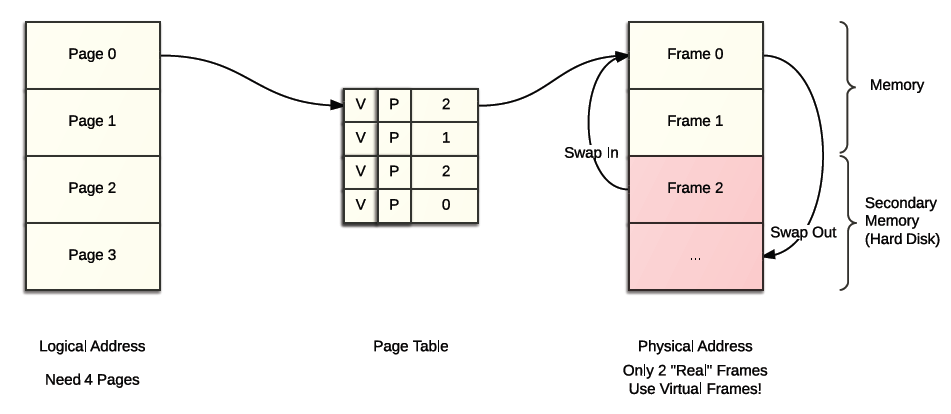 Page 0
Page 1
Page 2
Page 3
V P 2
V P 1
V P 2
V P 0
Frame 0
Frame 1
Frame 2
...
Swap In
Swap Out
Memory
Secondary
Memory
(Hard Disk)
Logical Address
Need 4 Pages
Page Table
Physical Address
Only 2 "Real" Frames
Use Virtual Frames!